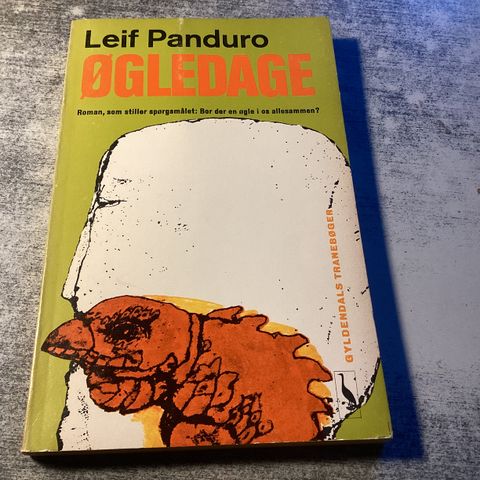 Leif Panduro
ØGLEDAGE
Roman, som stiller spørgsmålet: Bor der en øgle i os allesammen?
GYLDENDALS TRANEBØGER